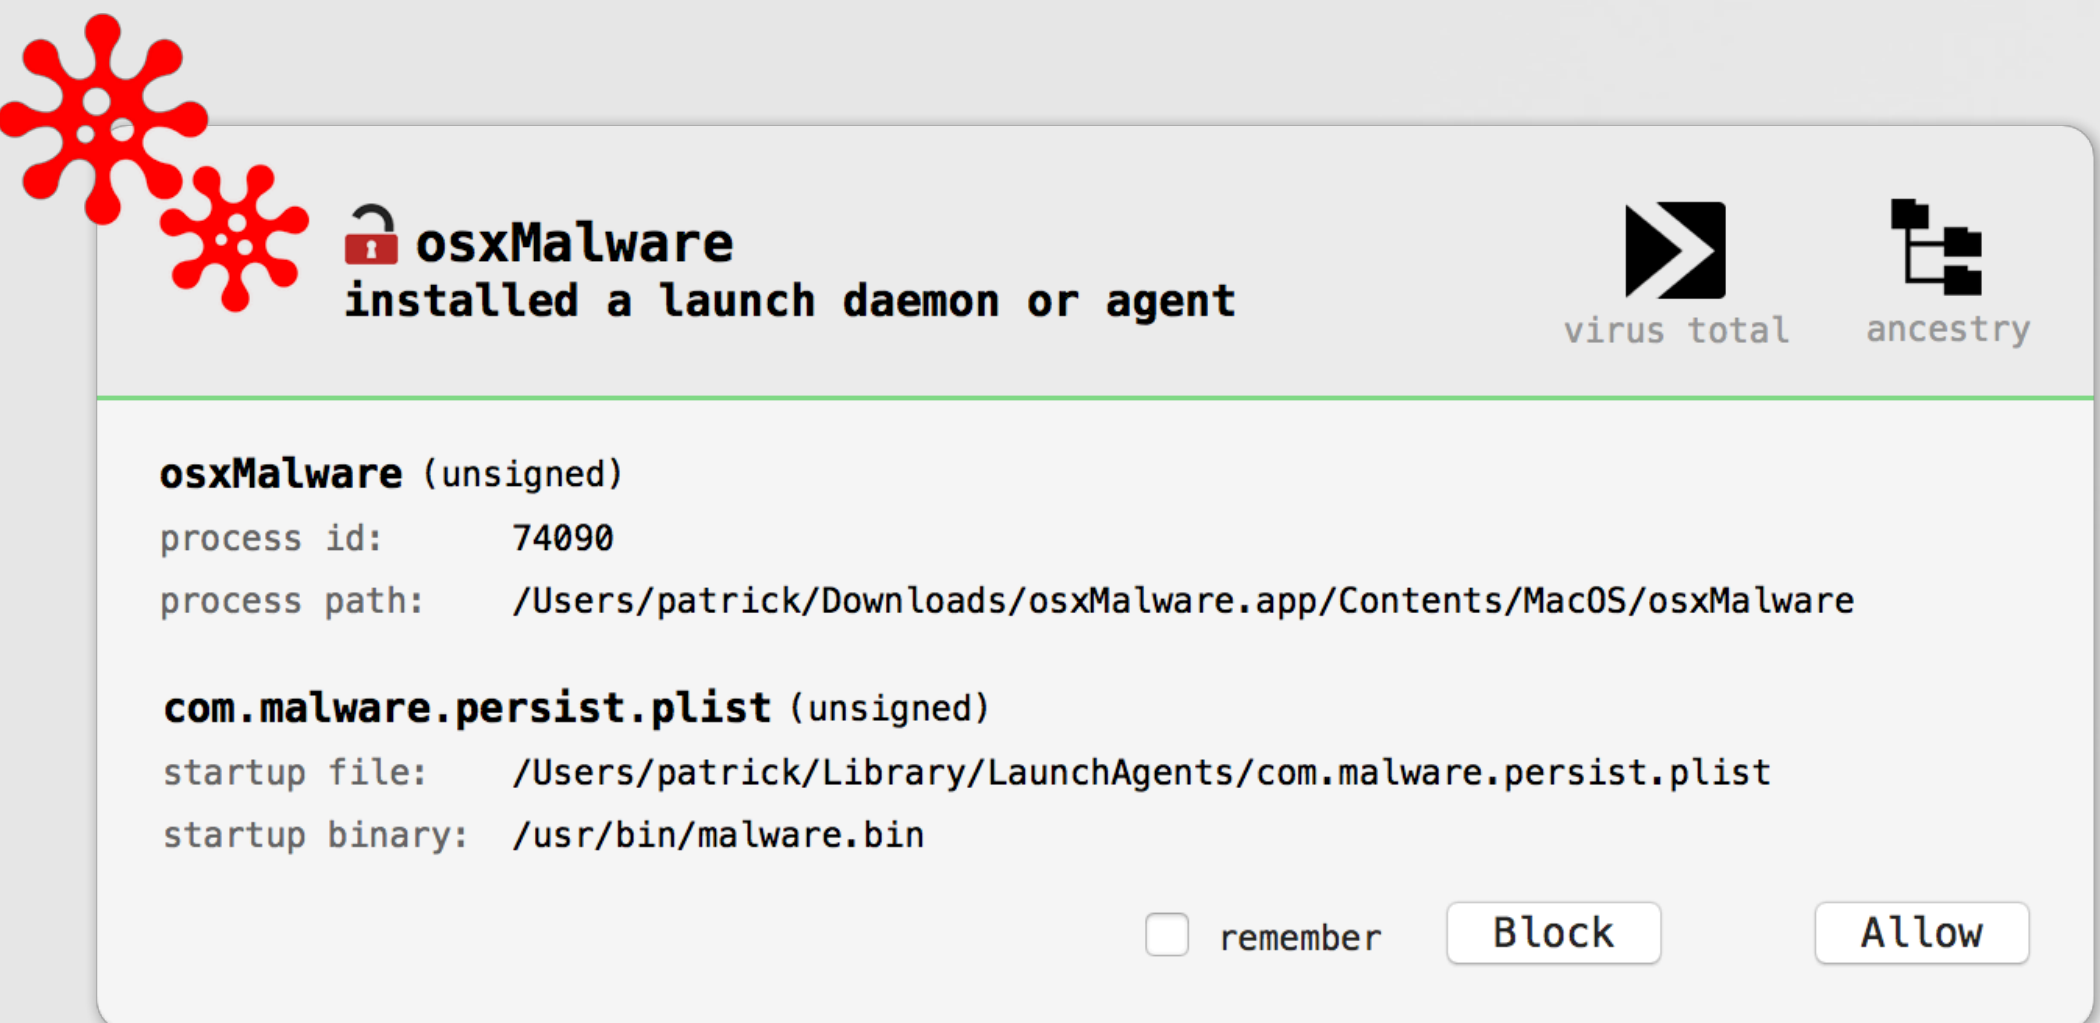 osxMalware
installed a launch daemon or agent
virus total
ancestry
osxMalware (unsigned)
process id: 74090
process path: /Users/patrick/Downloads/osxMalware.app/Contents/MacOS/osxMalware
com.malware.persist.plist (unsigned)
startup file: /Users/patrick/Library/LaunchAgents/com.malware.persist.plist
startup binary: /usr/bin/malware.bin
remember
Block
Allow